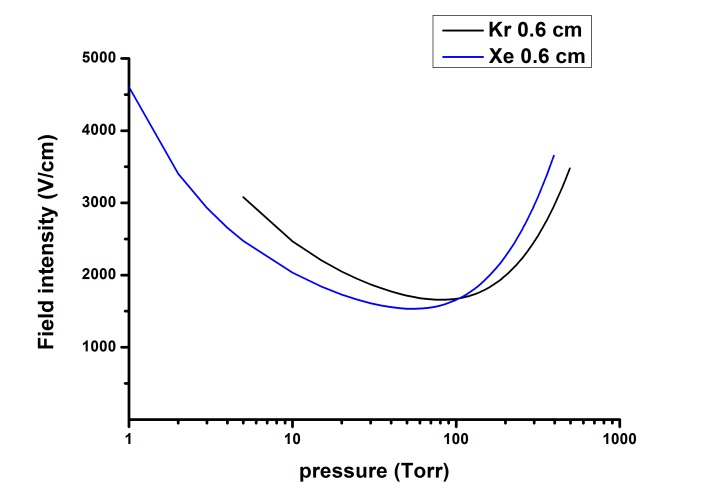 Kr 0.6 cm
Xe 0.6 cm
5000
4000
3000
2000
1000
Field intensity (V/cm)
1
10
100
1000
pressure (Torr)